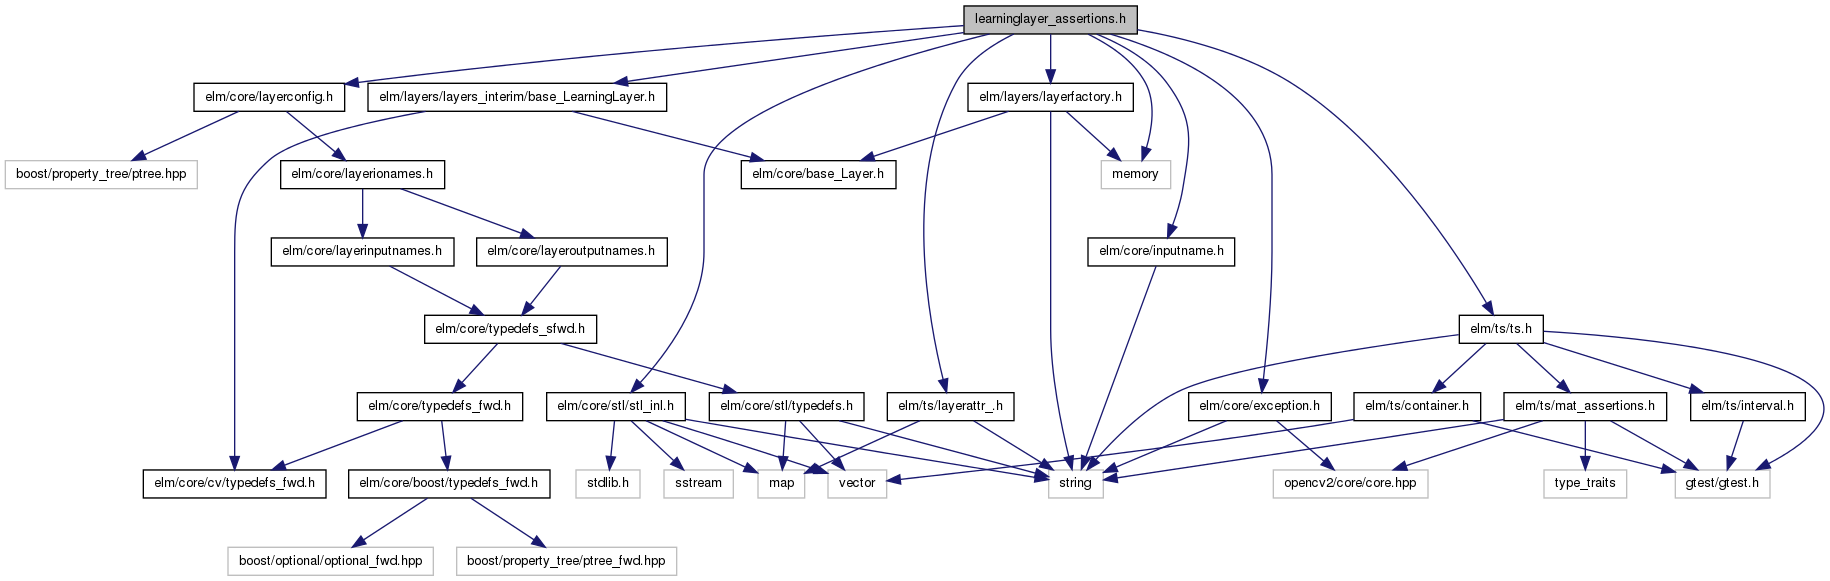 learninglayer_assertions.h
elm/core/layerconfig.h
elm/layers/layers_interim/base_LearningLayer.h
elm/layers/layerfactory.h
boost/property_tree/ptree.hpp
elm/core/layerionames.h
elm/core/base_Layer.h
memory
elm/core/layerinputnames.h
elm/core/layeroutputnames.h
elm/core/inputname.h
elm/core/typedefs_sfwd.h
elm/ts/ts.h
elm/core/typedefs_fwd.h
elm/core/stl/stl_inl.h
elm/core/stl/typedefs.h
elm/ts/layerattr_.h
elm/core/exception.h
elm/ts/container.h
elm/ts/mat_assertions.h
elm/ts/interval.h
elm/core/cv/typedefs_fwd.h
elm/core/boost/typedefs_fwd.h
stdlib.h
sstream
map
vector
string
opencv2/core/core.hpp
type_traits
gtest/gtest.h
boost/optional/optional_fwd.hpp
boost/property_tree/ptree_fwd.hpp